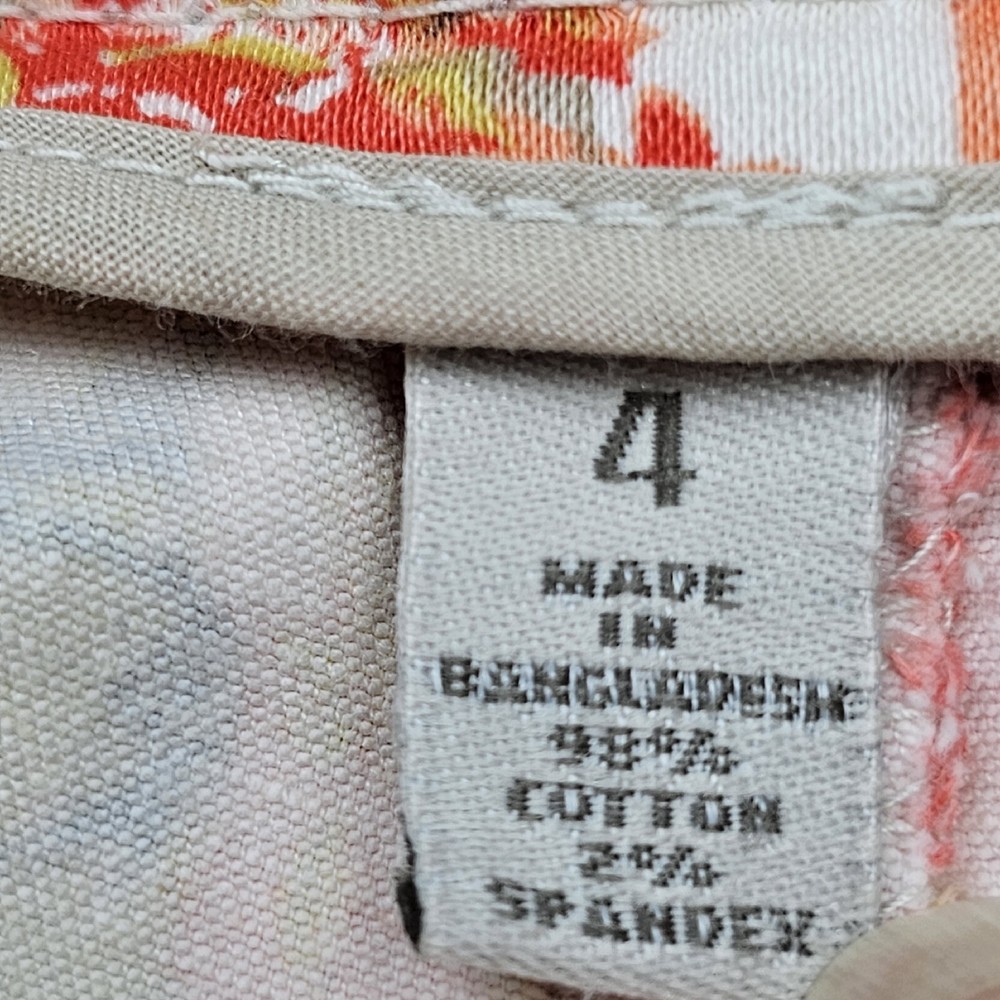 4
MADE
IN
BANGLADESH
98%
COTTON
2%
SPANDEX